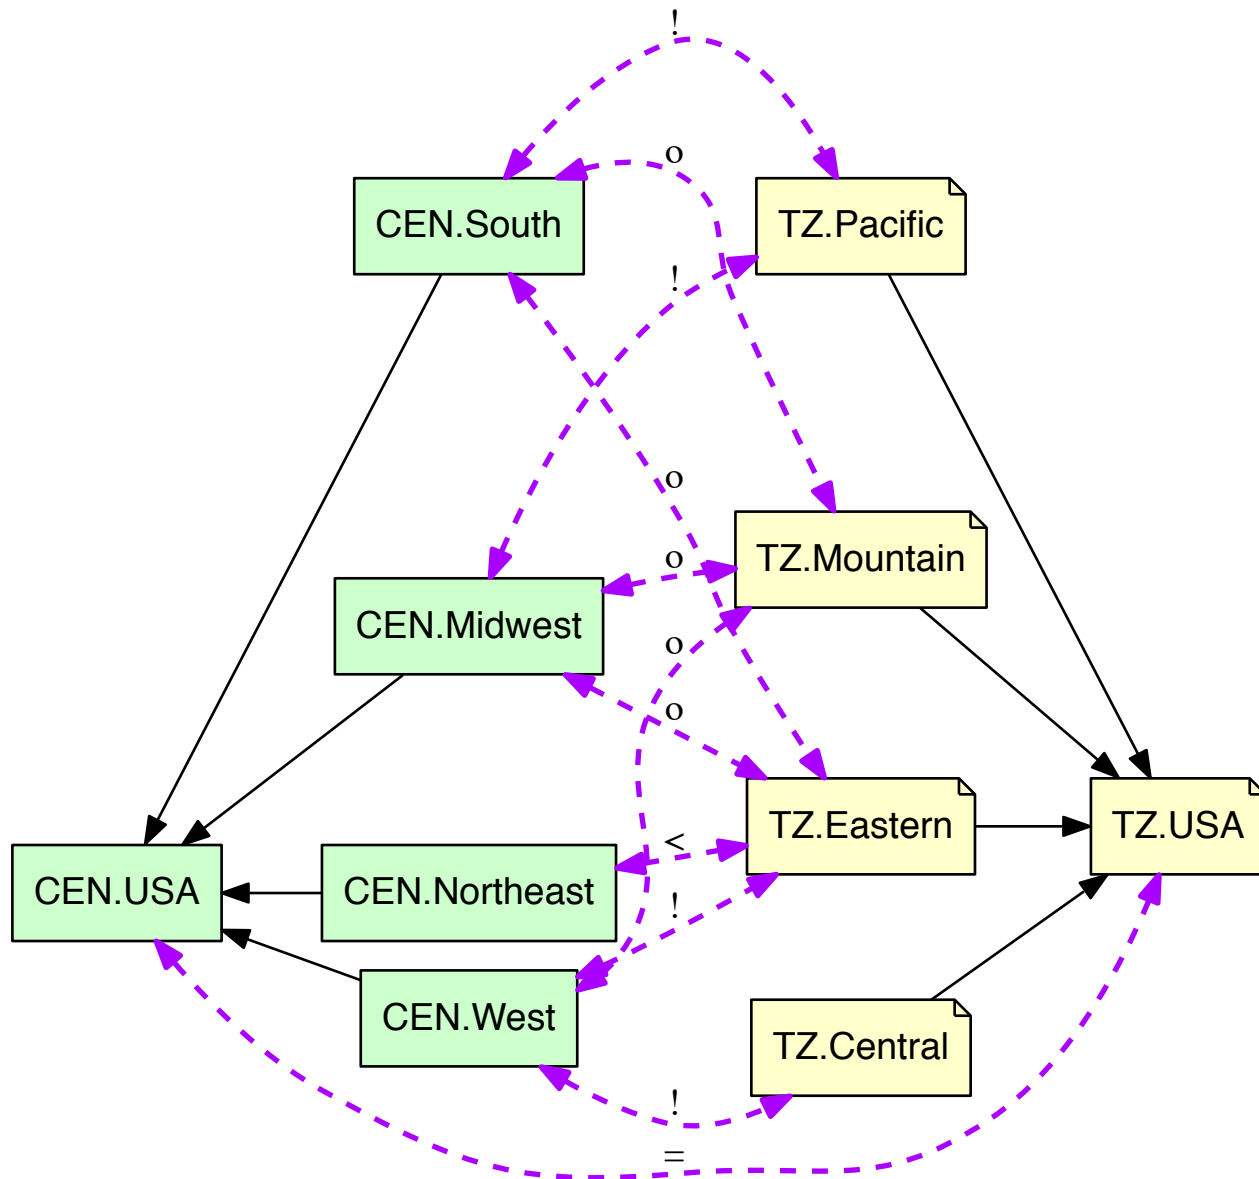 !
o
CEN.South
TZ.Pacific
!
o
o
TZ.Mountain
CEN.Midwest
o
o
TZ.Eastern
TZ.USA
<
CEN.USA
CEN.Northeast
!
CEN.West
TZ.Central
!
=